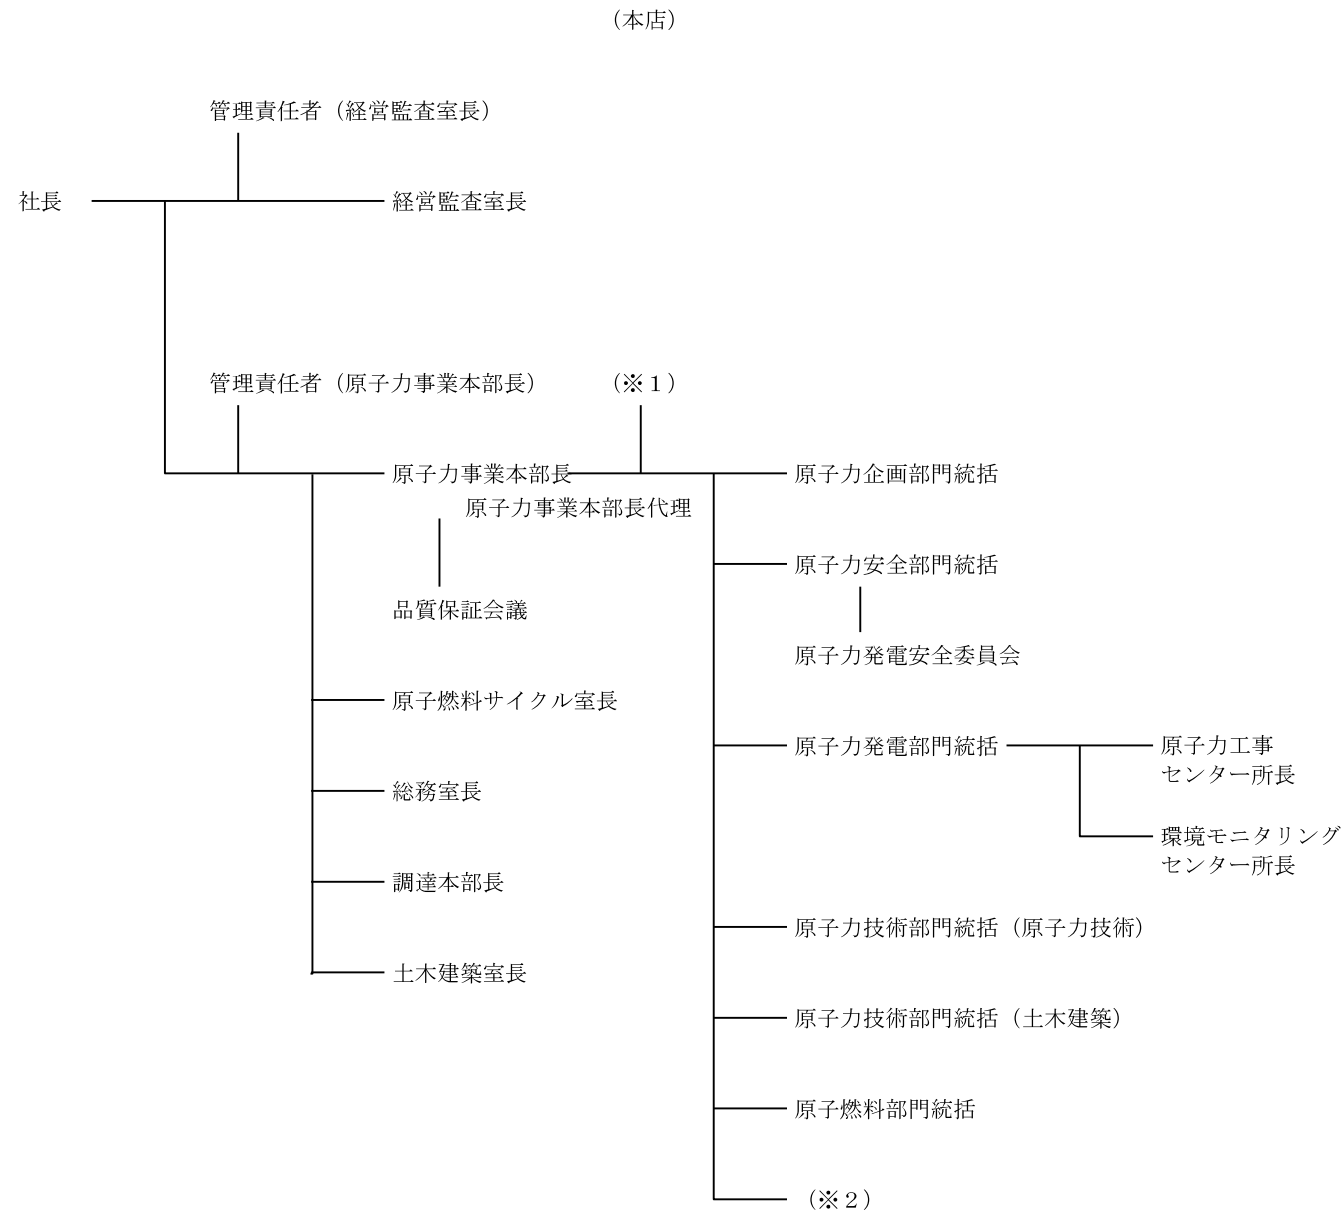 （本店）
管理責任者（経営監査室長）
社長
経営監査室長
管理責任者（原子力事業本部長）
（※１）
原子力事業本部長
原子力企画部門統括
原子力事業本部長代理
原子力安全部門統括
品質保証会議
原子力発電安全委員会
原子燃料サイクル室長
原子力発電部門統括
原子力工事
センター所長
総務室長
環境モニタリング
センター所長
調達本部長
原子力技術部門統括（原子力技術）
土木建築室長
原子力技術部門統括（土木建築）
原子燃料部門統括
（※２）